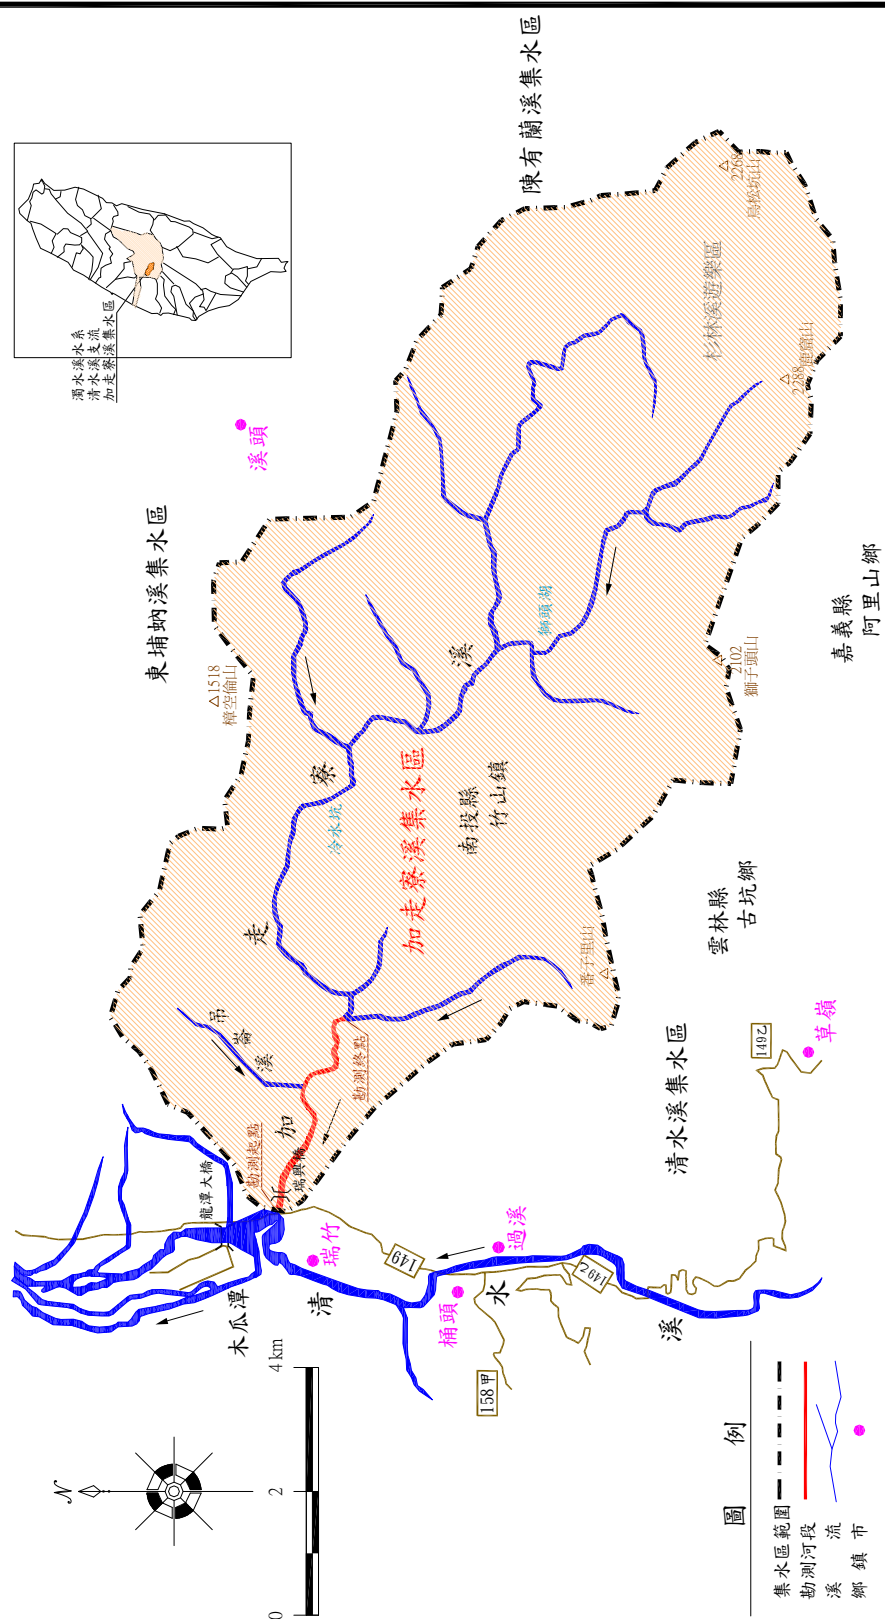 濁水溪水系
清水溪支流
加走寮溪集水區
陳有蘭溪集水區
東埔蚋溪集水區
溪頭
△1518
樟空倫山
△
2268
鳥松坑山
杉林溪遊樂區
△
2288
鹿窟山
獅頭湖
△
2102
獅子頭山
嘉義縣
阿里山鄉
加走寮溪
冷水坑
加走寮溪集水區
南投縣
竹山鎮
番子里山
△
雲林縣
古坑鄉
吊崙溪
勘測起點
勘測終點
瑞興橋
龍潭大橋
木瓜潭
瑞竹
清水溪
桶頭
過溪
草嶺
清水溪集水區
149
149乙
149乙
158甲
N
0 2 4km
圖例
集水區範圍
勘測河段
溪流
鄉鎮市